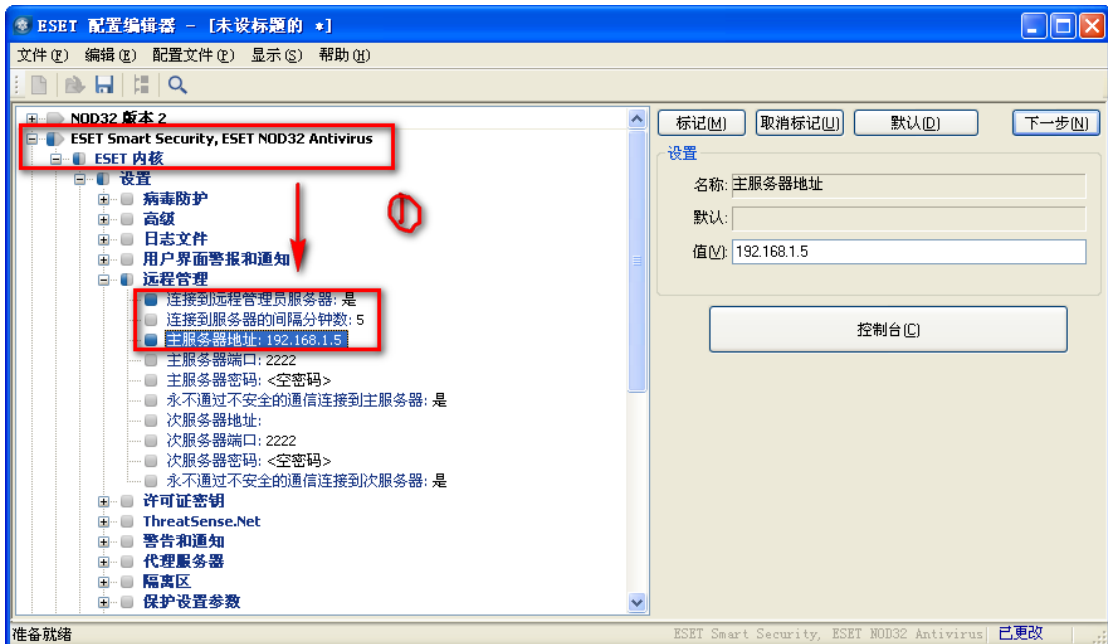 ESET 配置编辑器 - [未设标题的 *]
文件(F) 编辑(E) 配置文件(P) 显示(S) 帮助(H)
NOD32 版本 2
ESET Smart Security, ESET NOD32 Antivirus
ESET 内核
设置
病毒防护
高级
日志文件
用户界面警报和通知
远程管理
连接到远程管理员服务器: 是
连接到服务器的间隔分钟数: 5
主服务器地址: 192.168.1.5
主服务器端口: 2222
主服务器密码: <空密码>
永不通过不安全的通信连接到主服务器: 是
次服务器地址:
次服务器端口: 2222
次服务器密码: <空密码>
永不通过不安全的通信连接到次服务器: 是
许可证密钥
ThreatSense.Net
警告和通知
代理服务器
隔离区
保护设置参数
1
标记(M) 取消标记(U) 默认(D) 下一步(N)
设置
名称: 主服务器地址
默认:
值(V): 192.168.1.5
控制台(C)
准备就绪
ESET Smart Security, ESET NOD32 Antivirus 已更改